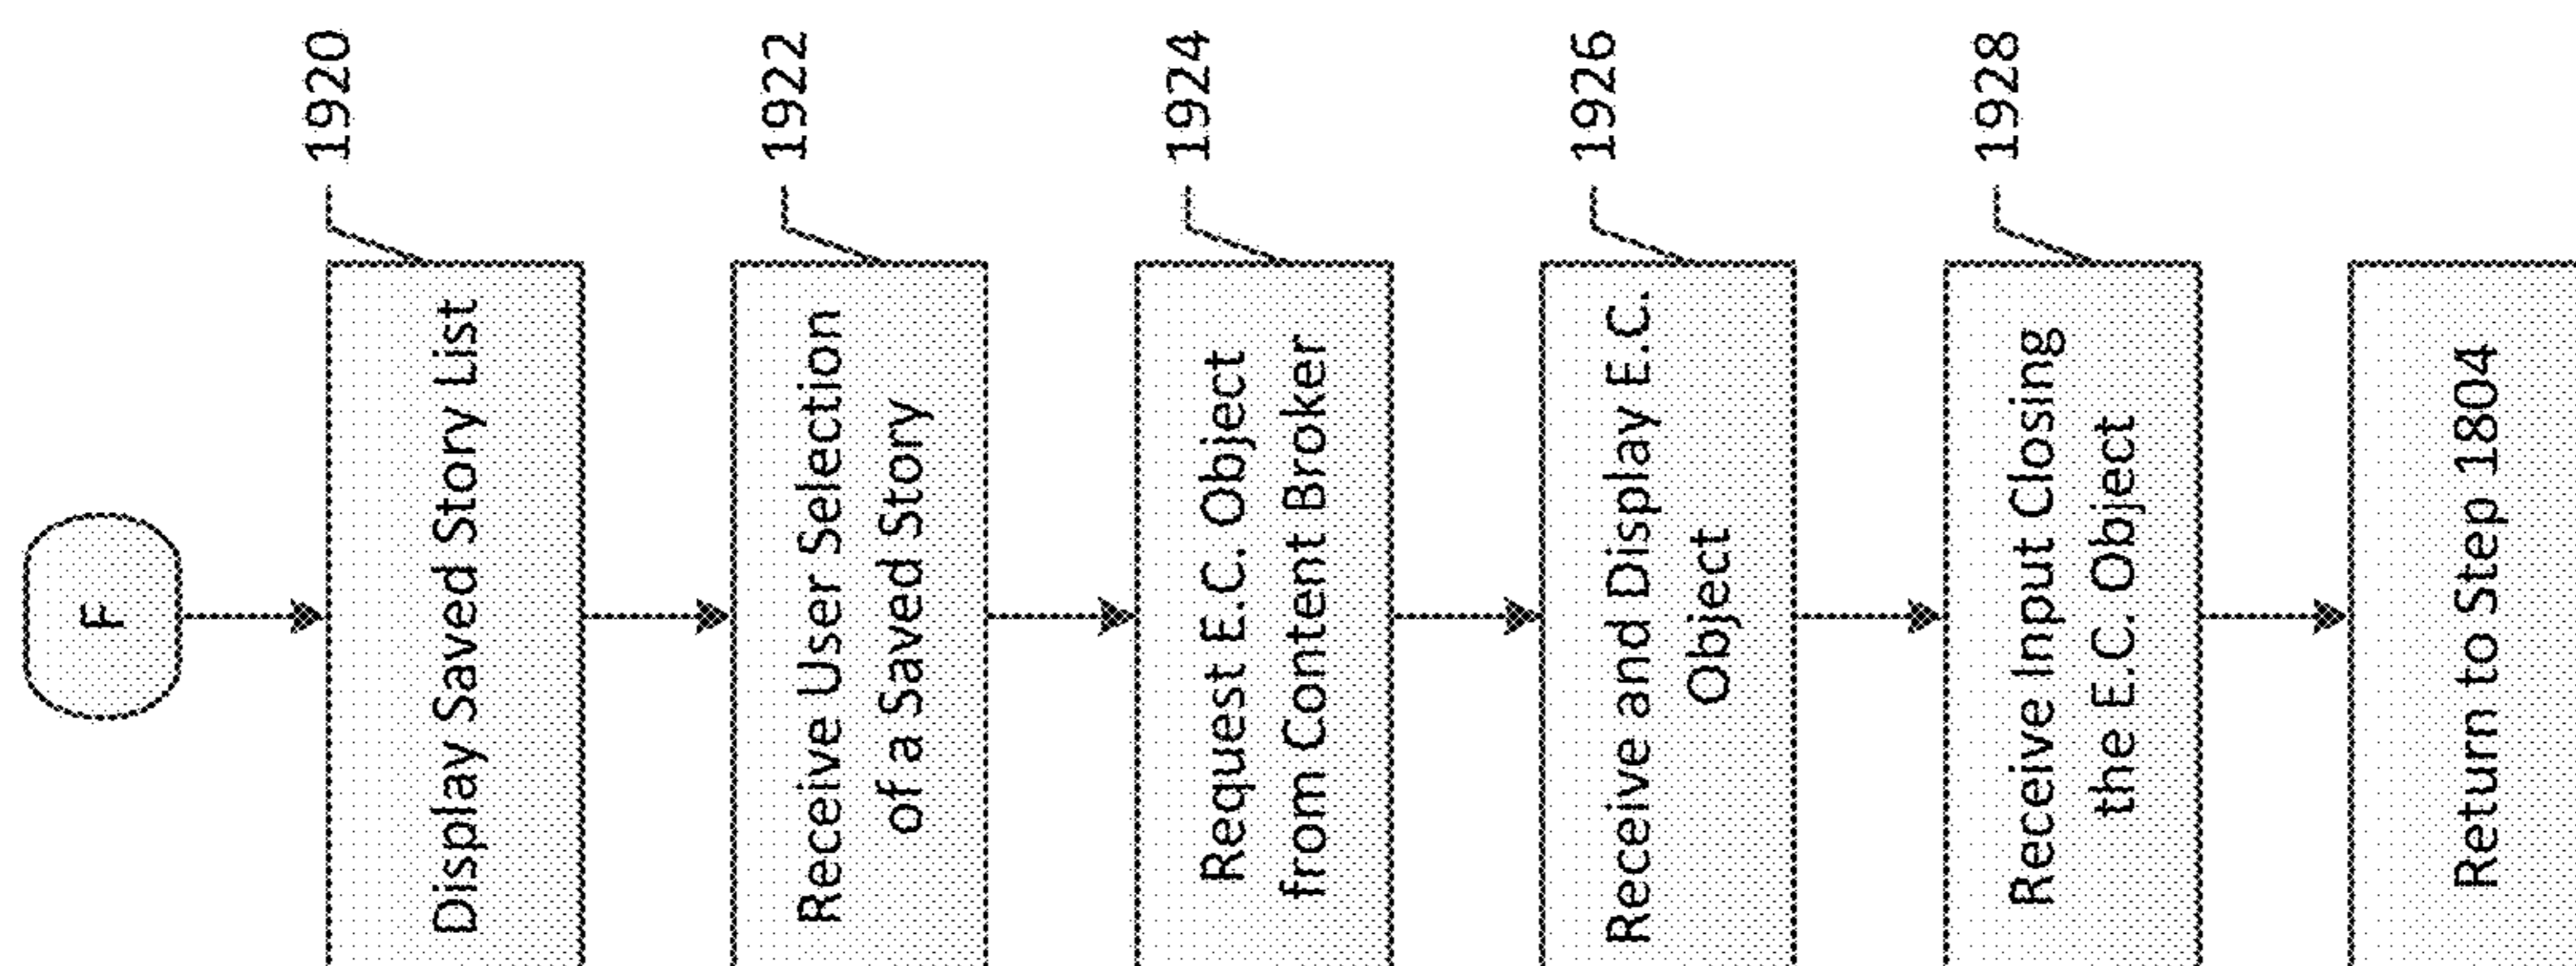 F
Display Saved Story List
1920
Receive User Selection
of a Saved Story
1922
Request E.C. Object
from Content Broker
1924
Receive and Display E.C.
Object
1926
Receive Input Closing
the E.C. Object
1928
Return to Step 1804